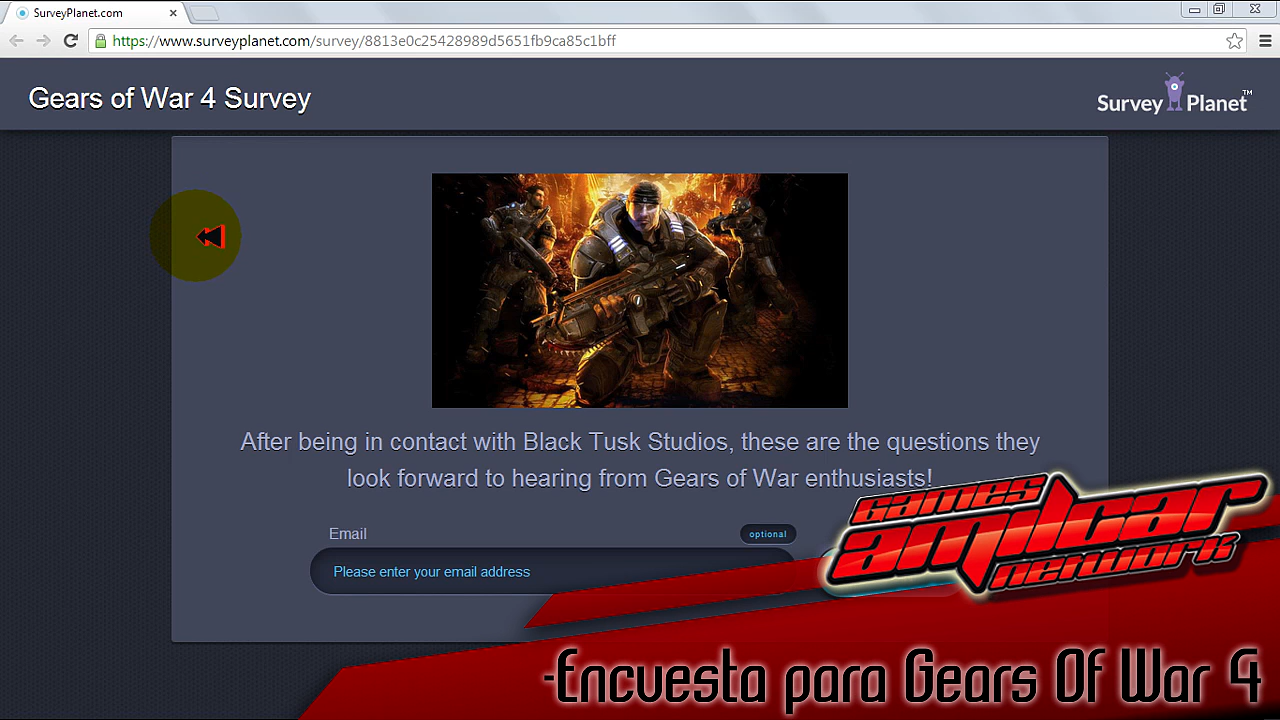 SurveyPlanet.com
https://www.surveyplanet.com/survey/8813e0c25428989d5651fb9ca85c1bff
Gears of War 4 Survey
Survey Planet™
After being in contact with Black Tusk Studios, these are the questions they
look forward to hearing from Gears of War enthusiasts!
Email
optional
Please enter your email address
GAMES
amilcar
NETWORK
-Encuesta para Gears Of War 4